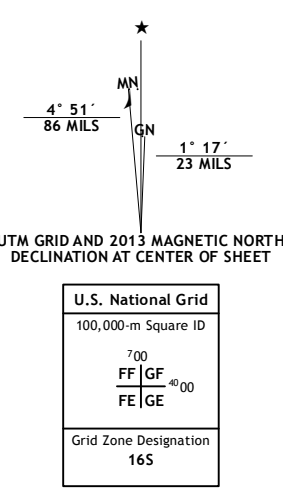 ★
MN
4° 51´
86 MILS
GN
1° 17´
23 MILS
UTM GRID AND 2013 MAGNETIC NORTH
DECLINATION AT CENTER OF SHEET
U.S. National Grid
100,000-m Square ID
⁷00
FF GF
⁴⁰00
FE GE
Grid Zone Designation
16S